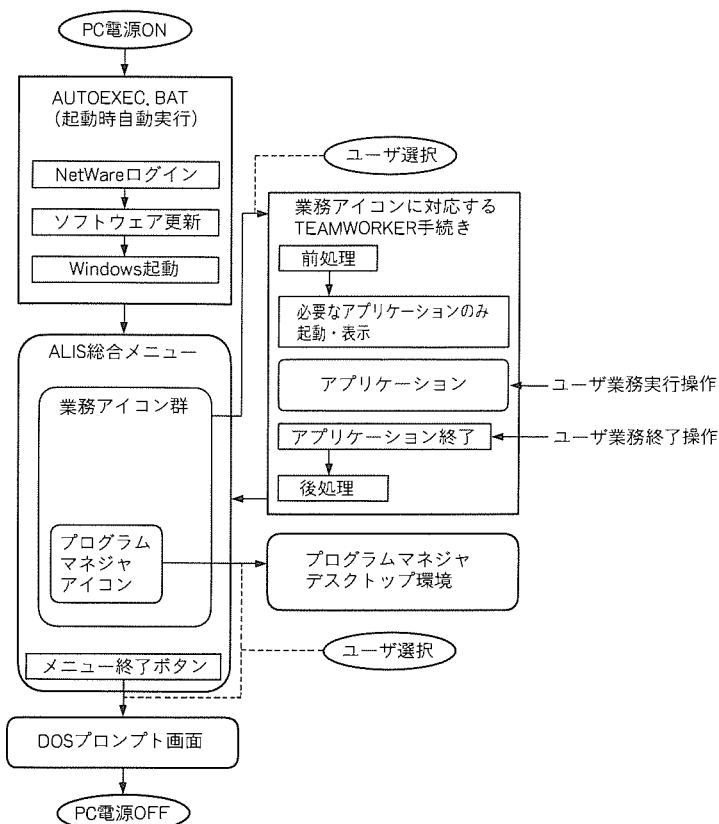 PC電源ON
AUTOEXEC.BAT
(起動時自動実行)
NetWareログイン
ソフトウェア更新
Windows起動
ユーザ選択
業務アイコンに対応する
TEAMWORKER手続き
前処理
必要なアプリケーションのみ
起動・表示
アプリケーション
ユーザ業務実行操作
アプリケーション終了
ユーザ業務終了操作
後処理
ALIS総合メニュー
業務アイコン群
プログラム
マネジャ
アイコン
プログラムマネジャ
デスクトップ環境
ユーザ選択
メニュー終了ボタン
DOSプロンプト画面
PC電源OFF